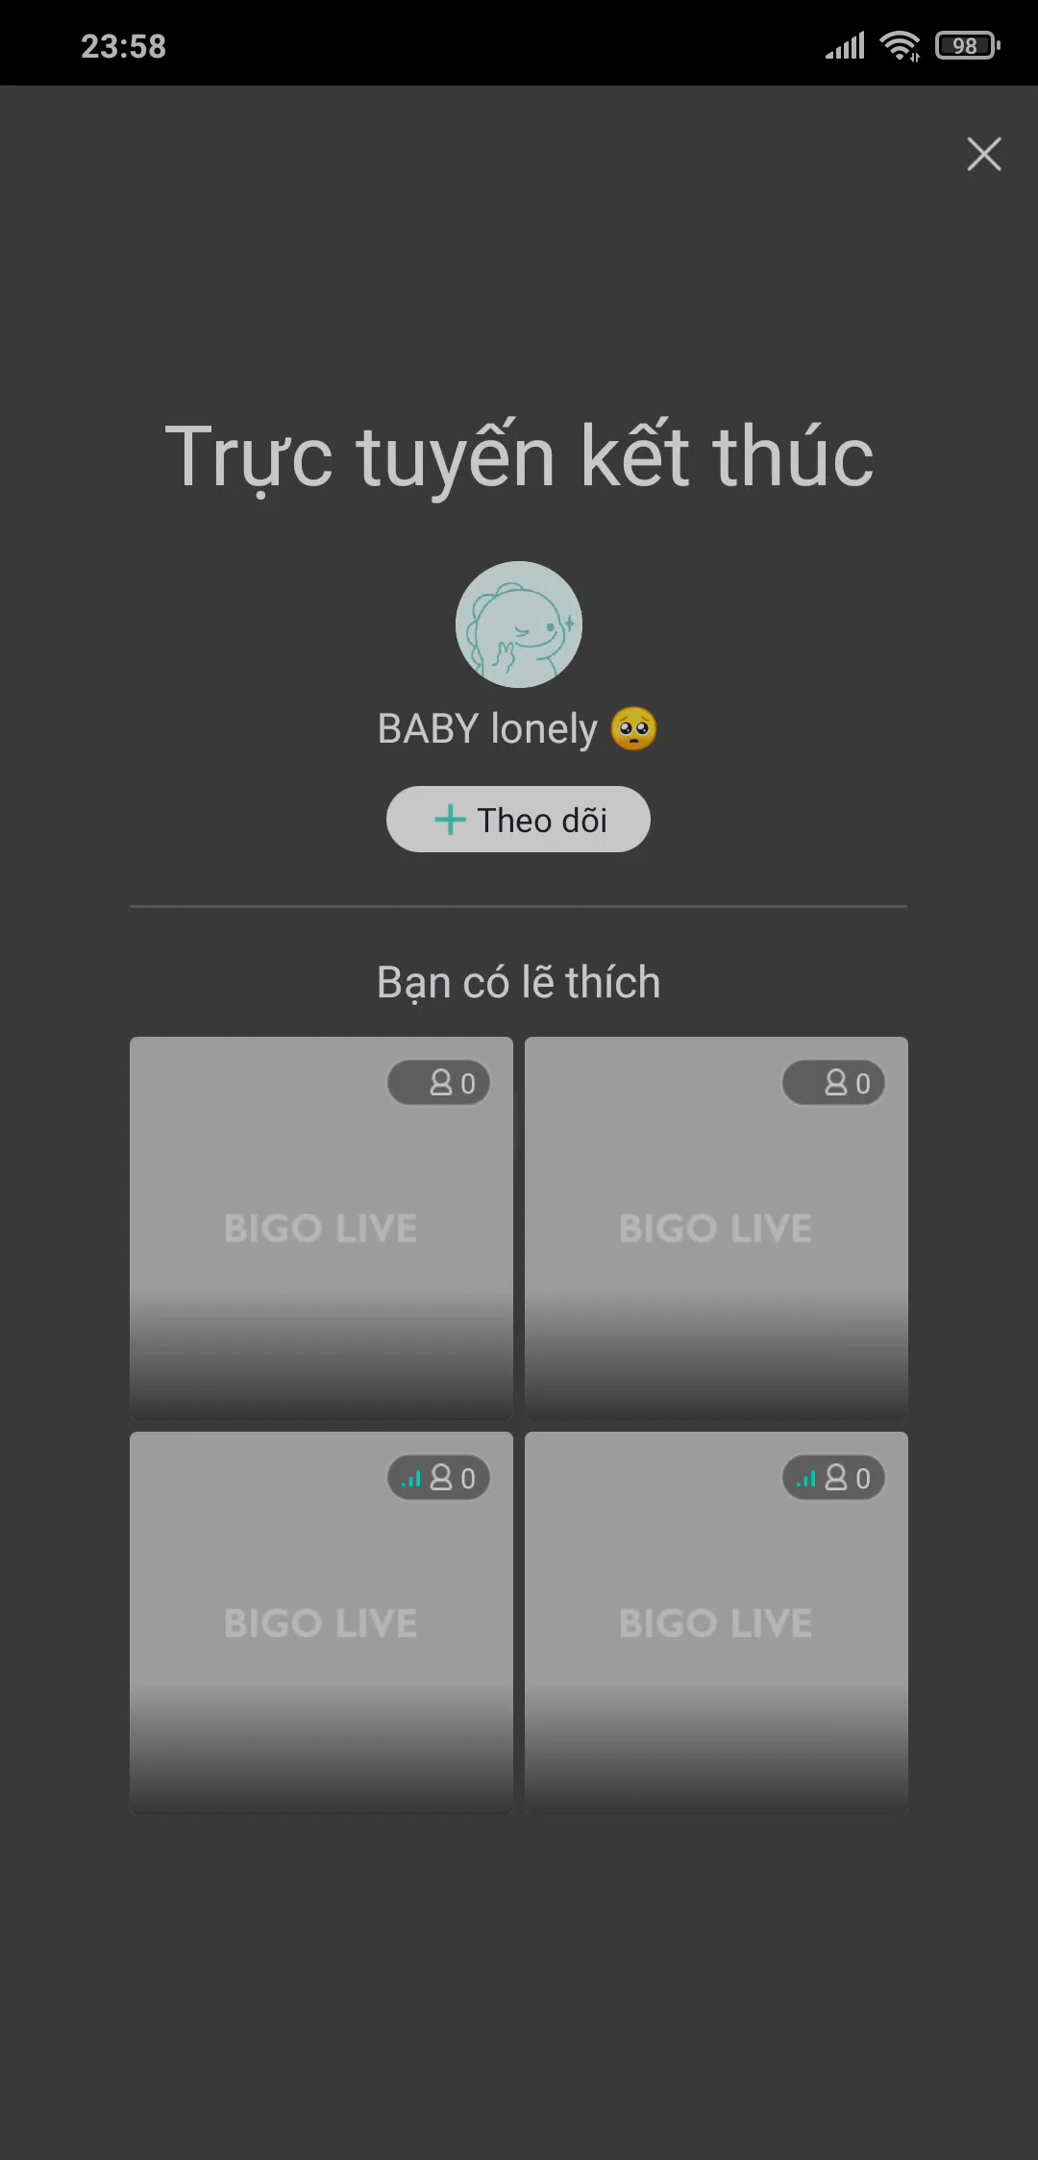 23:58
98
Trực tuyến kết thúc
BABY lonely 🥺
Theo dõi
Bạn có lẽ thích
0
0
BIGO LIVE
BIGO LIVE
0
0
BIGO LIVE
BIGO LIVE